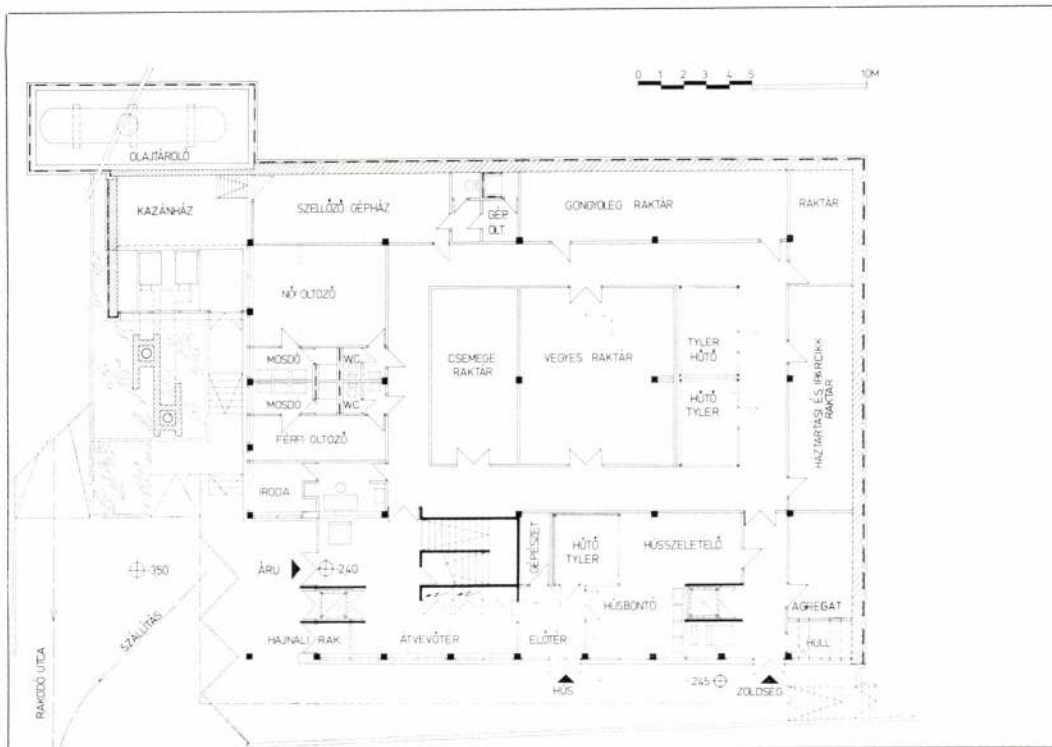 0 1 2 3 4 5 10M
OLAJTÁROLÓ
KAZÁNHÁZ
SZELLŐZŐ GÉPHÁZ
GÉP.
OLT.
GÖNGYÖLEG RAKTÁR
RAKTÁR
NŐI ÖLTÖZŐ
MOSDÓ
WC
MOSDÓ
WC
FÉRFI ÖLTÖZŐ
CSEMEGE
RAKTÁR
VEGYES RAKTÁR
TYLER
HŰTŐ
HŰTŐ
TYLER
HÁZTARTÁSI ÉS IPARCIKK
RAKTÁR
IRODA
GÉPÉSZET
HŰTŐ
TYLER
HÚSSZELETELŐ
ÁRU
-240
-350
HÚSBONTÓ
AGREGÁT
HAJNALI RAK
ÁTVEVŐTÉR
ELŐTÉR
HULL
SZÁLLÍTÁS
RAKODÓ UTCA
HÚS
-245
ZÖLDSÉG